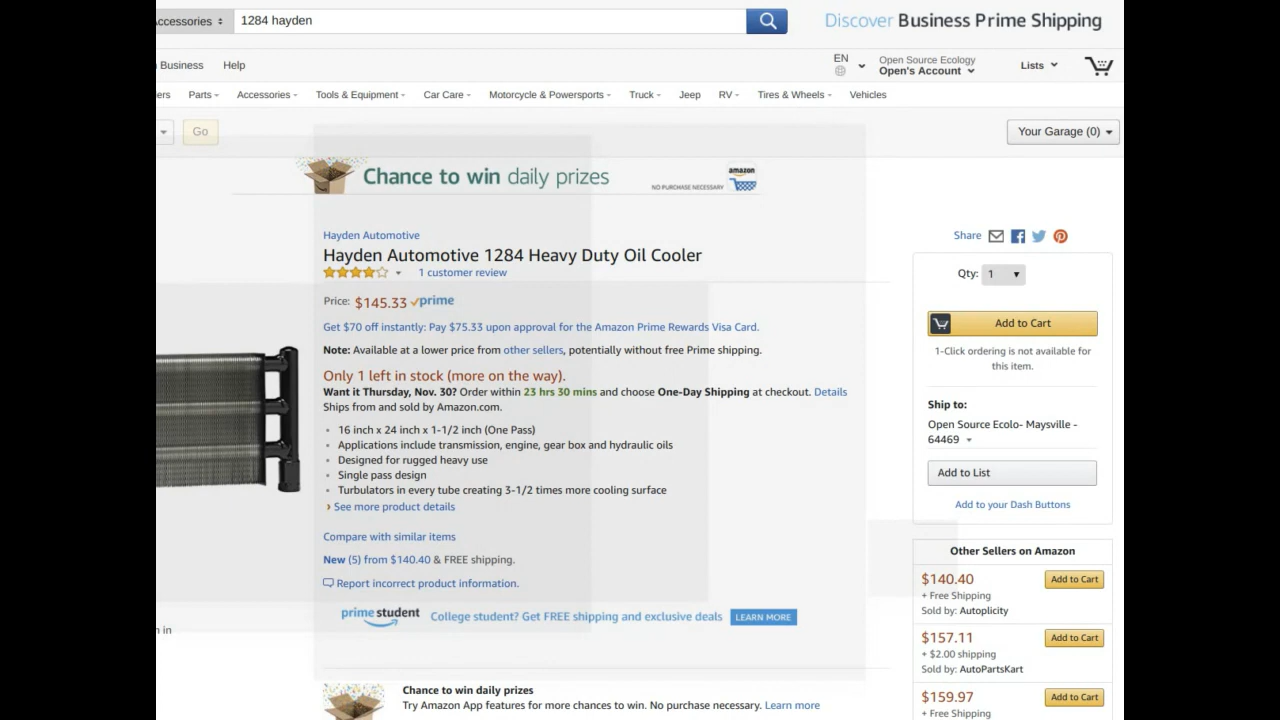 ccessories
1284 hayden
Discover Business Prime Shipping
Business Help
EN
Open Source Ecology
Open's Account
Lists
ers Parts Accessories Tools & Equipment Car Care Motorcycle & Powersports Truck Jeep RV Tires & Wheels Vehicles
Go
Your Garage (0)
Chance to win daily prizes
NO PURCHASE NECESSARY
amazon
Hayden Automotive
Share
Hayden Automotive 1284 Heavy Duty Oil Cooler
1 customer review
Qty: 1
Price: $145.33 prime
Add to Cart
Get $70 off instantly: Pay $75.33 upon approval for the Amazon Prime Rewards Visa Card.
Note: Available at a lower price from other sellers, potentially without free Prime shipping.
1-Click ordering is not available for
this item.
Only 1 left in stock (more on the way).
Want it Thursday, Nov. 30? Order within 23 hrs 30 mins and choose One-Day Shipping at checkout. Details
Ships from and sold by Amazon.com.
Ship to:
Open Source Ecolo- Maysville -
64469
16 inch x 24 inch x 1-1/2 inch (One Pass)
Applications include transmission, engine, gear box and hydraulic oils
Designed for rugged heavy use
Single pass design
Turbulators in every tube creating 3-1/2 times more cooling surface
› See more product details
Add to List
Add to your Dash Buttons
Compare with similar items
New (5) from $140.40 & FREE shipping.
Report incorrect product information.
Other Sellers on Amazon
$140.40
Add to Cart
+ Free Shipping
Sold by: Autoplicity
prime student College student? Get FREE shipping and exclusive deals LEARN MORE
n in
$157.11
Add to Cart
+ $2.00 shipping
Sold by: AutoPartsKart
Chance to win daily prizes
Try Amazon App features for more chances to win. No purchase necessary. Learn more
$159.97
Add to Cart
+ Free Shipping